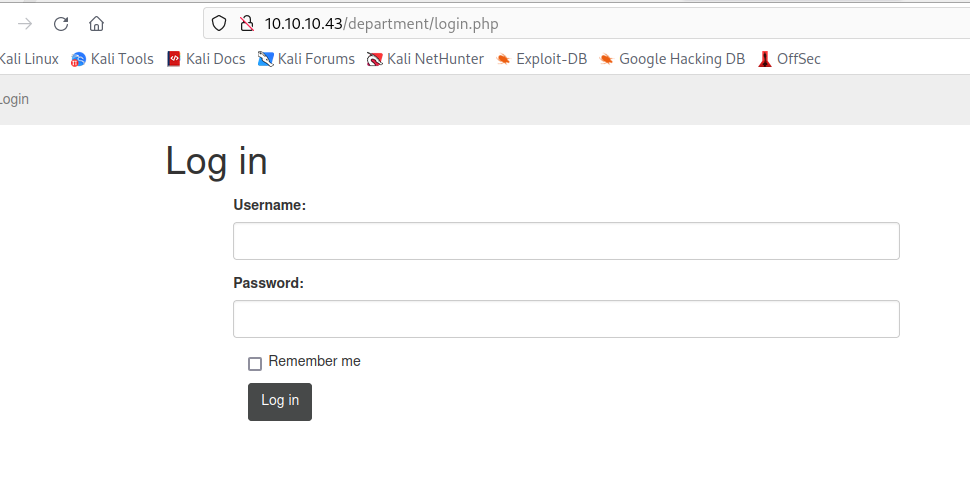 10.10.10.43/department/login.php
Kali Linux Kali Tools Kali Docs Kali Forums Kali NetHunter Exploit-DB Google Hacking DB OffSec
Login
Log in
Username:
Password:
Remember me
Log in